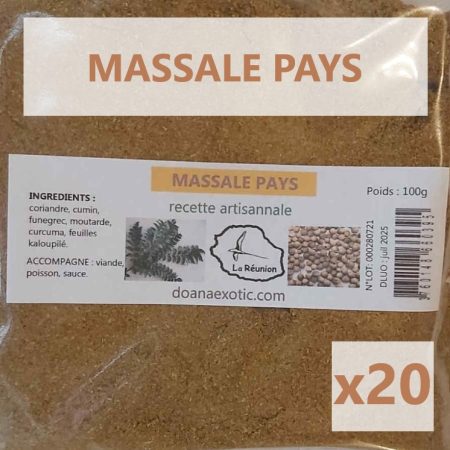 MASSALE PAYS
INGREDIENTS :
coriandre, cumin,
funegrec, moutarde,
curcuma, feuilles
kaloupilé.
ACCOMPAGNE : viande,
poisson, sauce.
MASSALE PAYS
recette artisannale
La Réunion
doanaexotic.com
Poids : 100g
N°LOT: 000280721
DLUO : juil 2025
x20